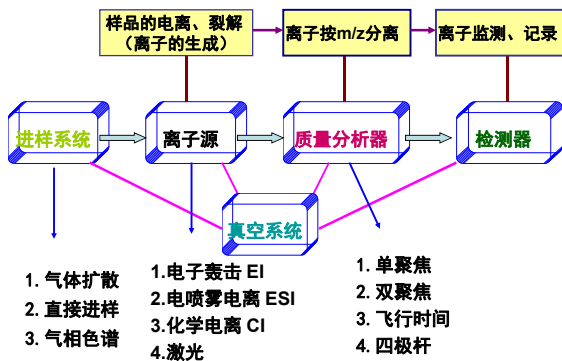 样品的电离、裂解
（离子的生成）
离子按m/z分离
离子监测、记录
进样系统
离子源
质量分析器
检测器
真空系统
1. 气体扩散
2. 直接进样
3. 气相色谱
1.电子轰击 EI
2.电喷雾电离 ESI
3.化学电离 CI
4.激光
1. 单聚焦
2. 双聚焦
3. 飞行时间
4. 四极杆